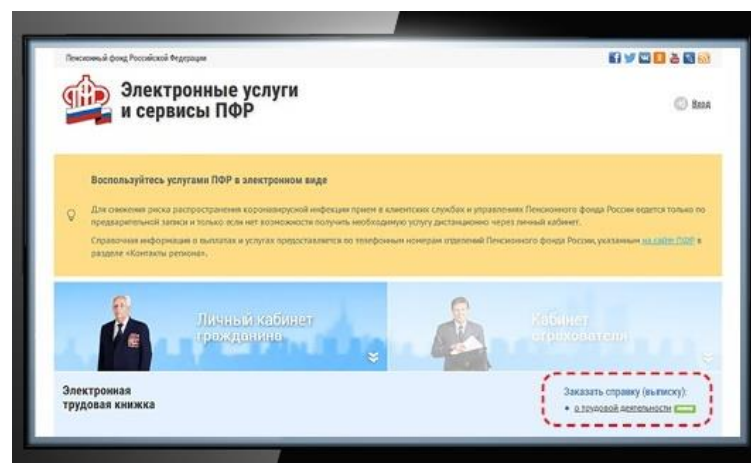 Пенсионный фонд Российской Федерации
Электронные услуги
и сервисы ПФР
Вход
Воспользуйтесь услугами ПФР в электронном виде
Для снижения риска распространения коронавирусной инфекции прием в клиентских службах и управлениях Пенсионного фонда России ведется только по
предварительной записи и только если нет возможности получить необходимую услугу дистанционно через личный кабинет.
Справочная информация о выплатах и услугах предоставляется по телефонным номерам отделений Пенсионного фонда России, указанным на сайте ПФР в
разделе «Контакты региона».
Личный кабинет
гражданина
Кабинет
страхователя
Электронная
трудовая книжка
Заказать справку (выписку):
о трудовой деятельности